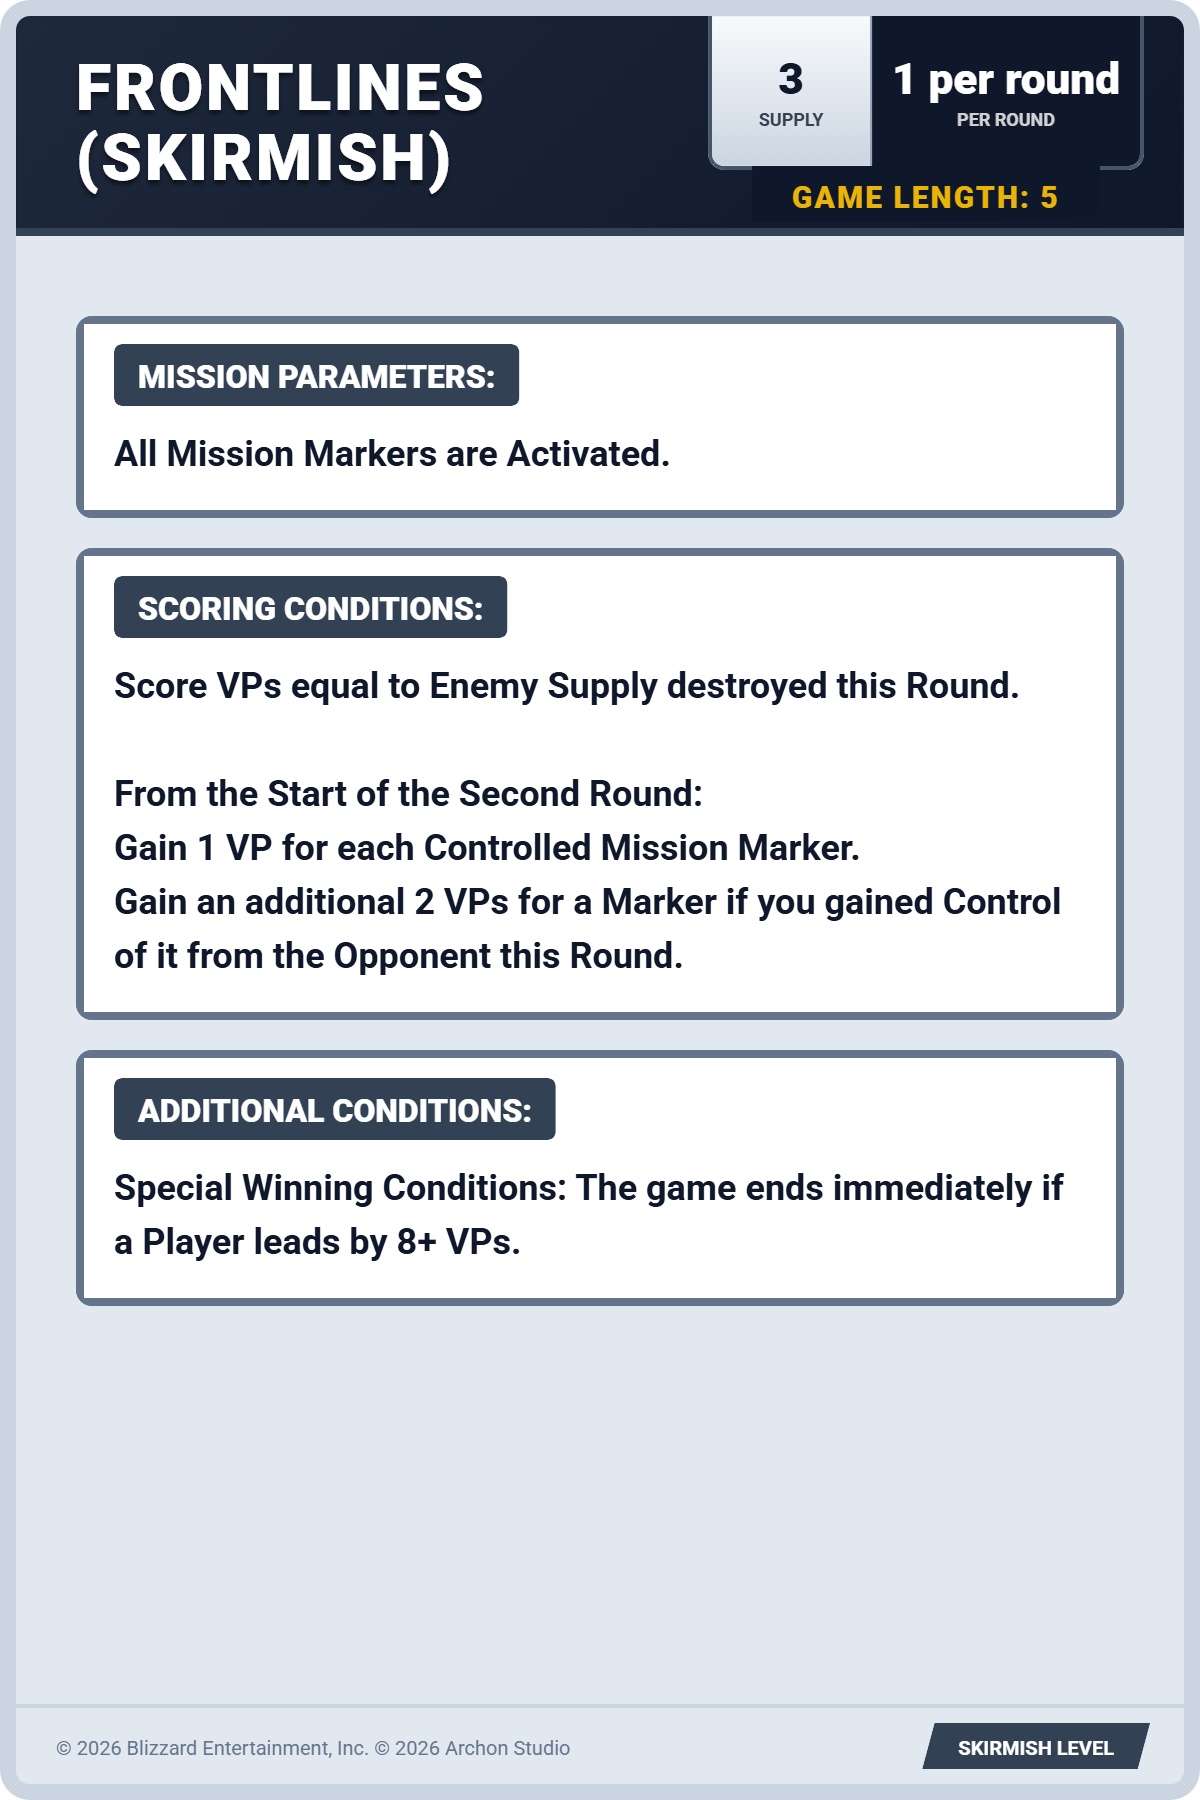 FRONTLINES
(SKIRMISH)
3
SUPPLY
1 per round
PER ROUND
GAME LENGTH: 5
MISSION PARAMETERS:
All Mission Markers are Activated.
SCORING CONDITIONS:
Score VPs equal to Enemy Supply destroyed this Round.
From the Start of the Second Round:
Gain 1 VP for each Controlled Mission Marker.
Gain an additional 2 VPs for a Marker if you gained Control
of it from the Opponent this Round.
ADDITIONAL CONDITIONS:
Special Winning Conditions: The game ends immediately if
a Player leads by 8+ VPs.
© 2026 Blizzard Entertainment, Inc. © 2026 Archon Studio
SKIRMISH LEVEL